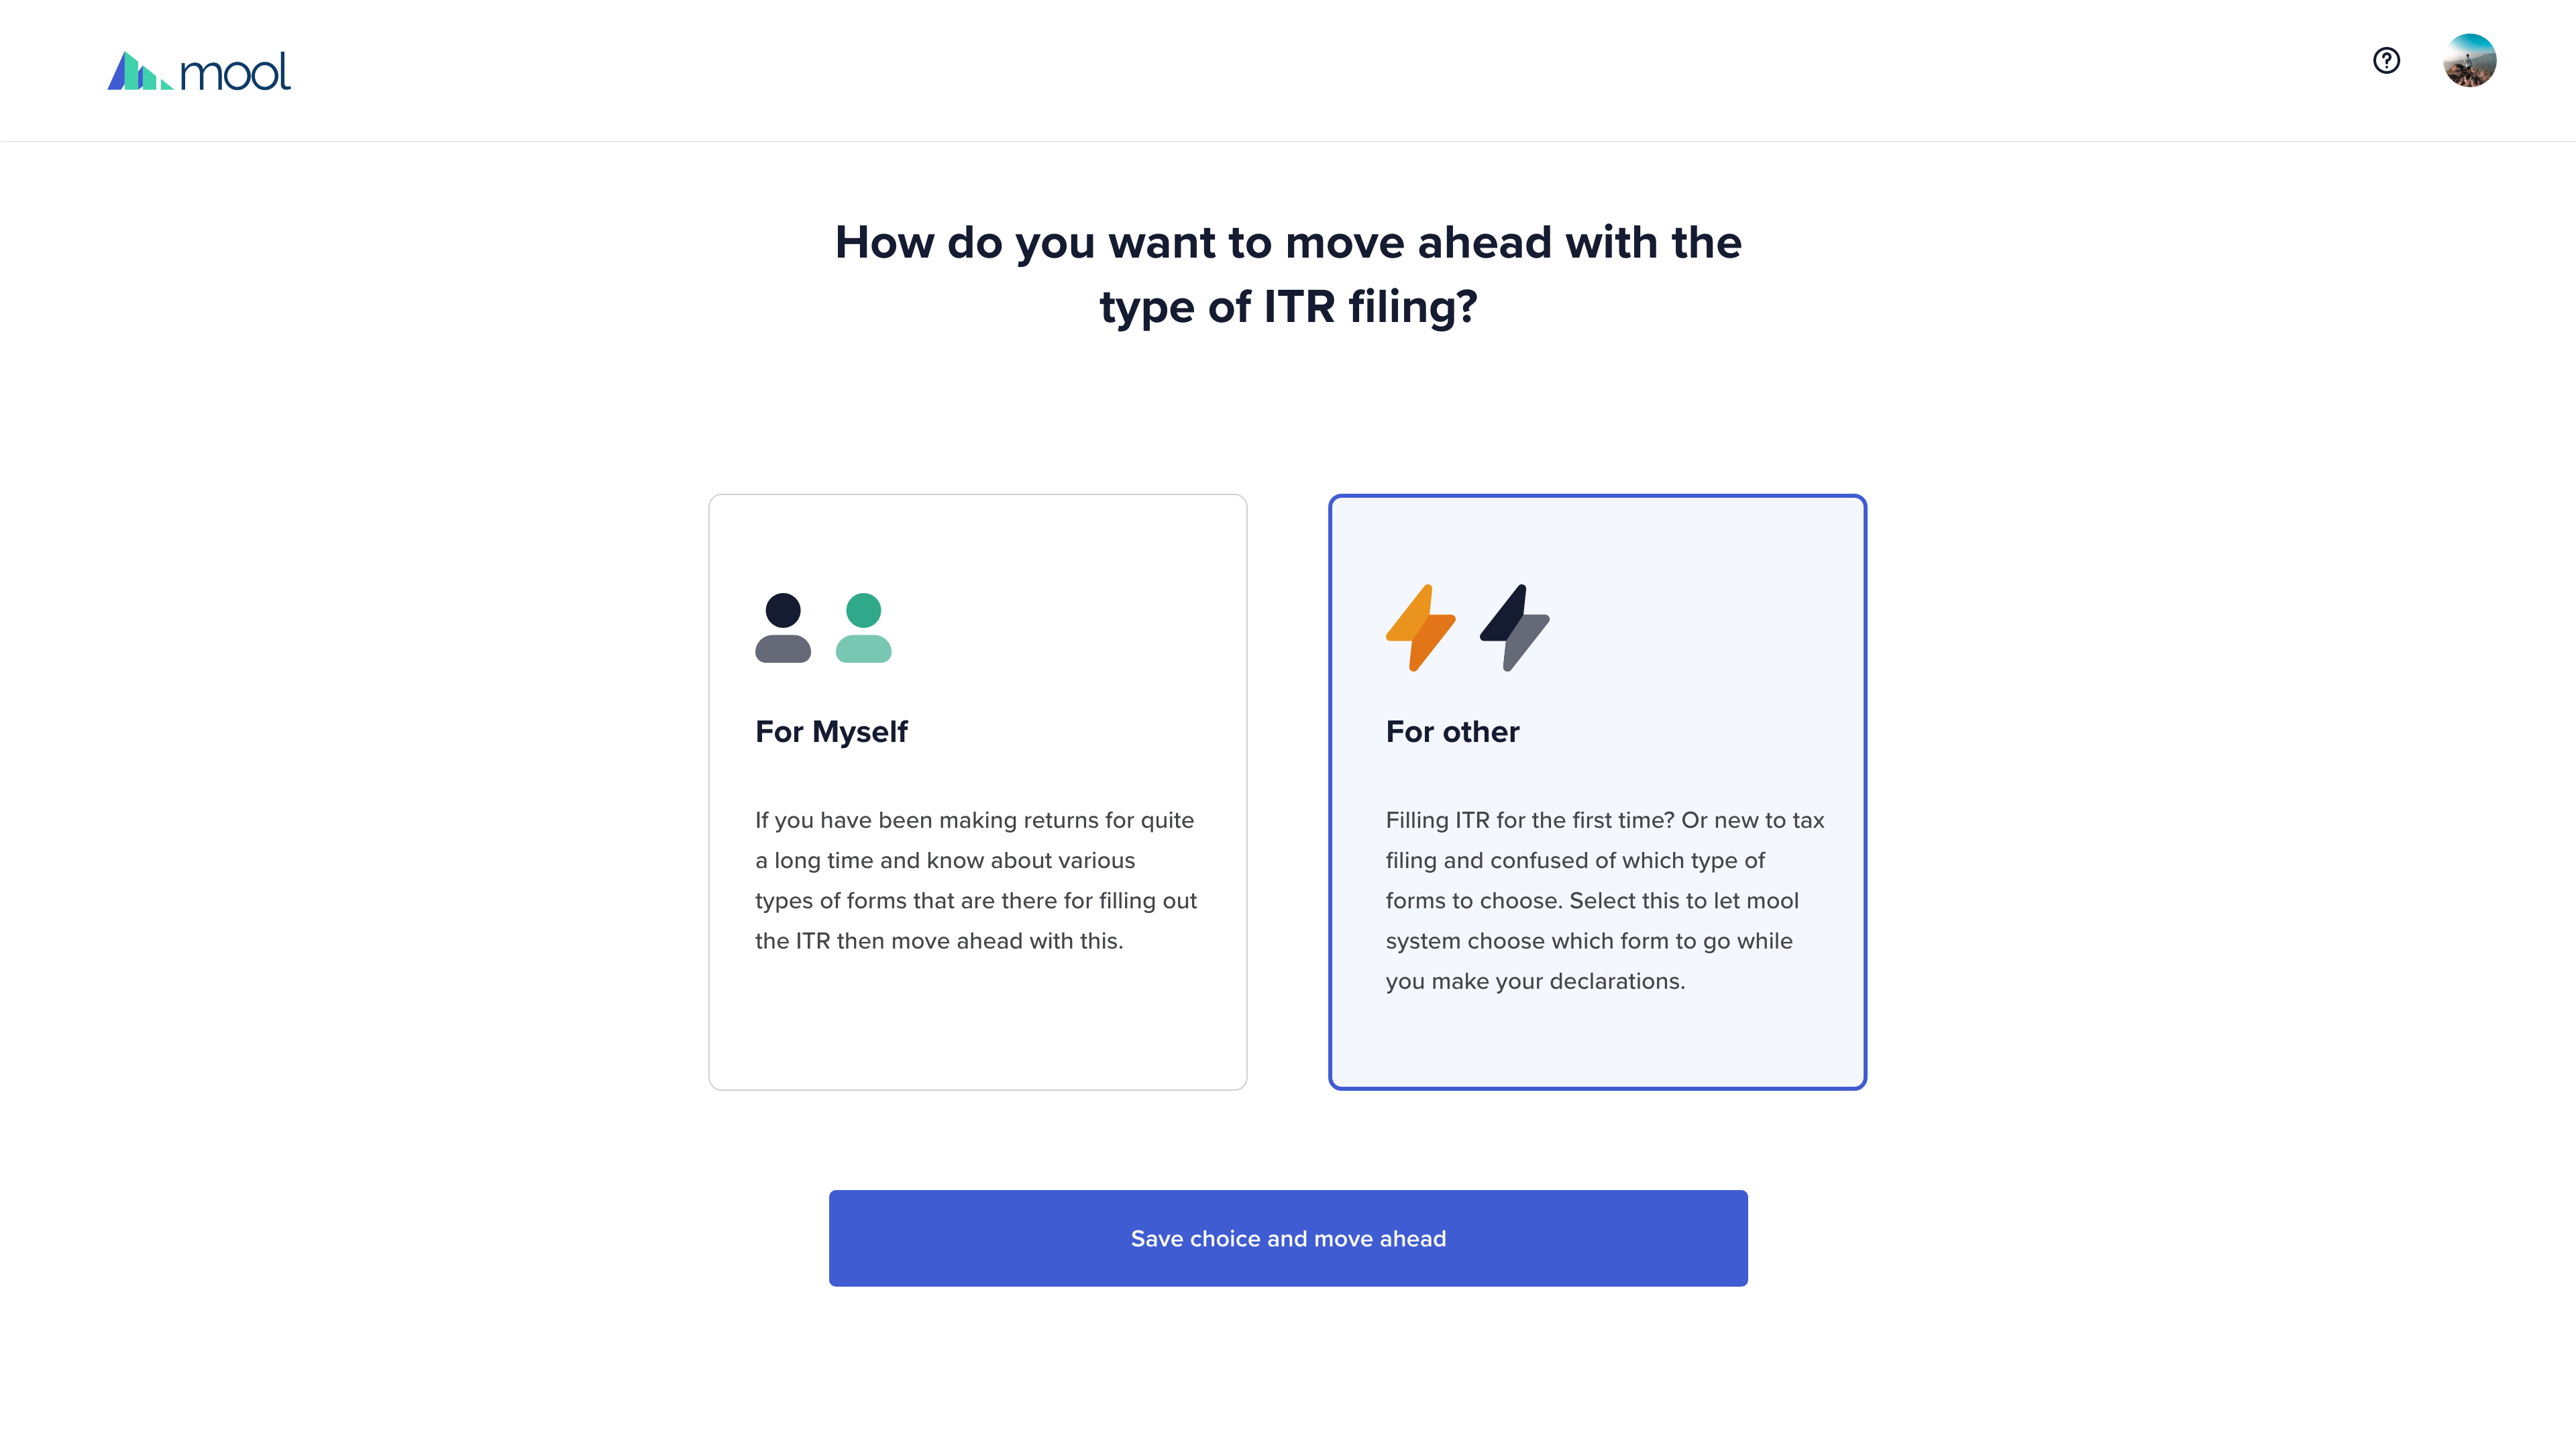 mool
How do you want to move ahead with the
type of ITR filing?
For Myself
If you have been making returns for quite
a long time and know about various
types of forms that are there for filling out
the ITR then move ahead with this.
For other
Filling ITR for the first time? Or new to tax
filing and confused of which type of
forms to choose. Select this to let mool
system choose which form to go while
you make your declarations.
Save choice and move ahead